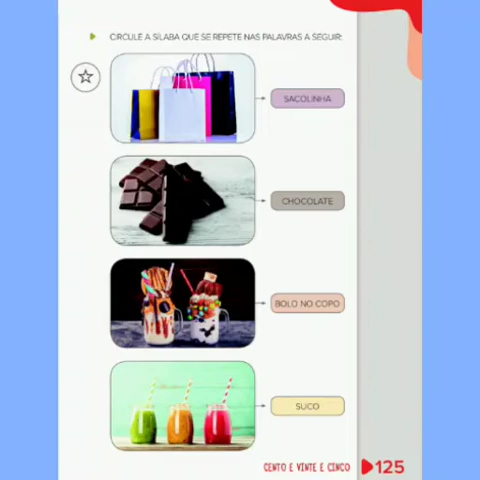 CIRCULE A SÍLABA QUE SE REPETE NAS PALAVRAS A SEGUIR:
SACOLINHA
CHOCOLATE
BOLO NO COPO
SUCO
CENTO E VINTE E CINCO 125